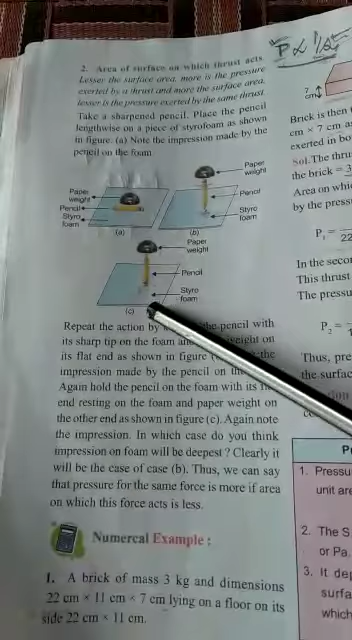 2. Area of surface on which thrust acts.
Lesser the surface area, more is the pressure
exerted by a thrust and more the surface area,
lesser is the pressure exerted by the same thrust.
Take a sharpened pencil. Place the pencil
lengthwise on a piece of styrofoam as shown
in figure. (a) Note the impression made by the
pencil on the foam
Paper
weight
Pencil
Styro
foam
(a)
Paper
weight
Pencil
Styro
foam
(b)
Paper
weight
Pencil
Styro
foam
(c)
Repeat the action by the pencil with
its sharp tip on the foam weight on
its flat end as shown in figure the
impression made by the pencil on
Again hold the pencil on the foam with its
end resting on the foam and paper weight on
the other end as shown in figure (c). Again note
the impression. In which case do you think
impression on foam will be deepest ? Clearly it
will be the case of case (b). Thus, we can say
that pressure for the same force is more if area
on which this force acts is less.
Numercal Example :
1. A brick of mass 3 kg and dimensions
22 cm × 11 cm × 7 cm lying on a floor on its
side 22 cm × 11 cm.
7
cm
Brick is then
cm × 7 cm
exerted in bo
Sol. The thru
the brick = 3
Area on whi
by the press
P₁ =
22
In the secon
This thrust
The pressu
P₂ =
Thus, pre
the surfac
1. Pressu
unit are
2. The S
or Pa.
3. It dep
surfa
which